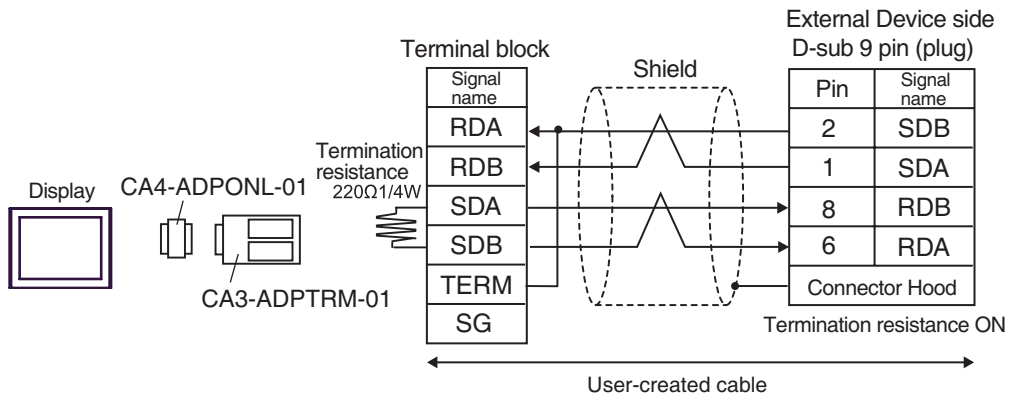 External Device side
D-sub 9 pin (plug)
Terminal block
Shield
Signal name
Pin
Signal name
RDA
2
SDB
RDB
1
SDA
Termination resistance
220Ω1/4W
SDA
8
RDB
SDB
6
RDA
Display
CA4-ADPONL-01
CA3-ADPTRM-01
TERM
Connector Hood
SG
Termination resistance ON
User-created cable